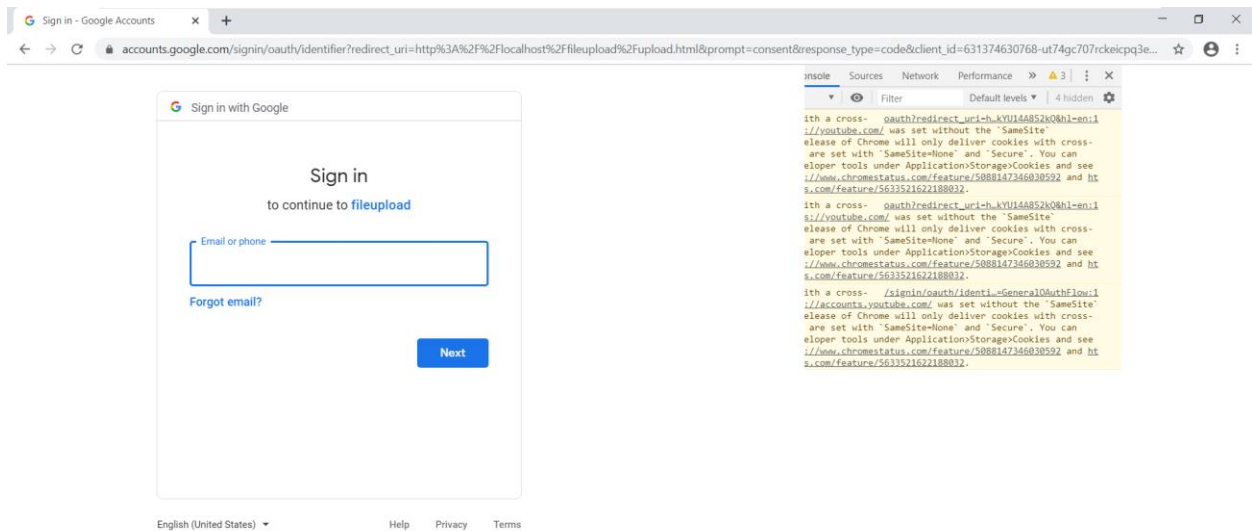 Sign in - Google Accounts
accounts.google.com/signin/oauth/identifier?redirect_uri=http%3A%2F%2Flocalhost%2Ffileupload%2Fupload.html&prompt=consent&response_type=code&client_id=631374630768-ut74gc707rckeicpq3e...
Sign in with Google
Sign in
to continue to fileupload
Email or phone
Forgot email?
Next
English (United States)
Help Privacy Terms
onsole Sources Network Performance » 3
Filter Default levels 4 hidden
ith a cross- oauth?redirect_uri=h…kYU14A852kQ&hl=en:1
://youtube.com/ was set without the `SameSite`
elease of Chrome will only deliver cookies with cross-
are set with `SameSite=None` and `Secure`. You can
eloper tools under Application>Storage>Cookies and see
://www.chromestatus.com/feature/5088147346030592 and ht
s.com/feature/5633521622188032.
ith a cross- oauth?redirect_uri=h…kYU14A852kQ&hl=en:1
s://youtube.com/ was set without the `SameSite`
elease of Chrome will only deliver cookies with cross-
are set with `SameSite=None` and `Secure`. You can
eloper tools under Application>Storage>Cookies and see
://www.chromestatus.com/feature/5088147346030592 and ht
s.com/feature/5633521622188032.
ith a cross- /signin/oauth/identi…=GeneralOAuthFlow:1
://accounts.youtube.com/ was set without the `SameSite`
elease of Chrome will only deliver cookies with cross-
are set with `SameSite=None` and `Secure`. You can
eloper tools under Application>Storage>Cookies and see
://www.chromestatus.com/feature/5088147346030592 and ht
s.com/feature/5633521622188032.